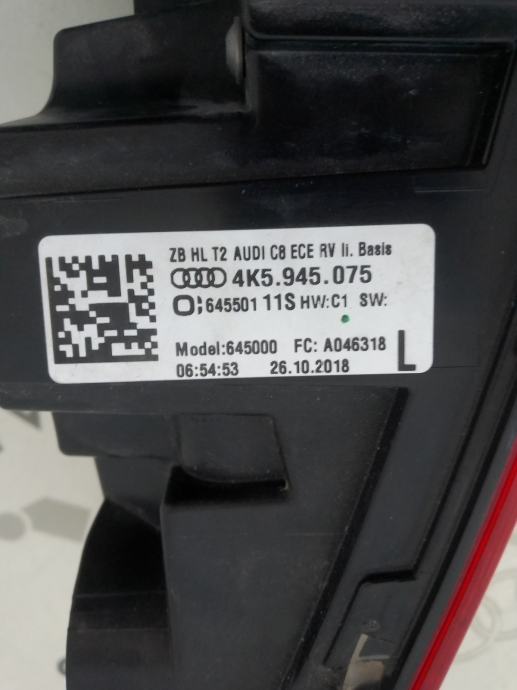 ZB HL T2 AUDI C8 ECE RV li. Basis
4K5.945.075
645501 11S HW:C1 SW:
Model:645000 FC: A046318
06:54:53 26.10.2018 L